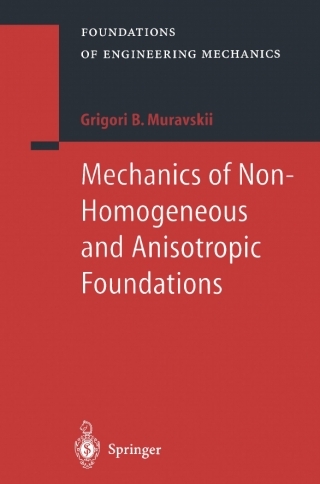 FOUNDATIONS
OF ENGINEERING MECHANICS
Grigori B. Muravskii
Mechanics of Non-
Homogeneous
and Anisotropic
Foundations
Springer